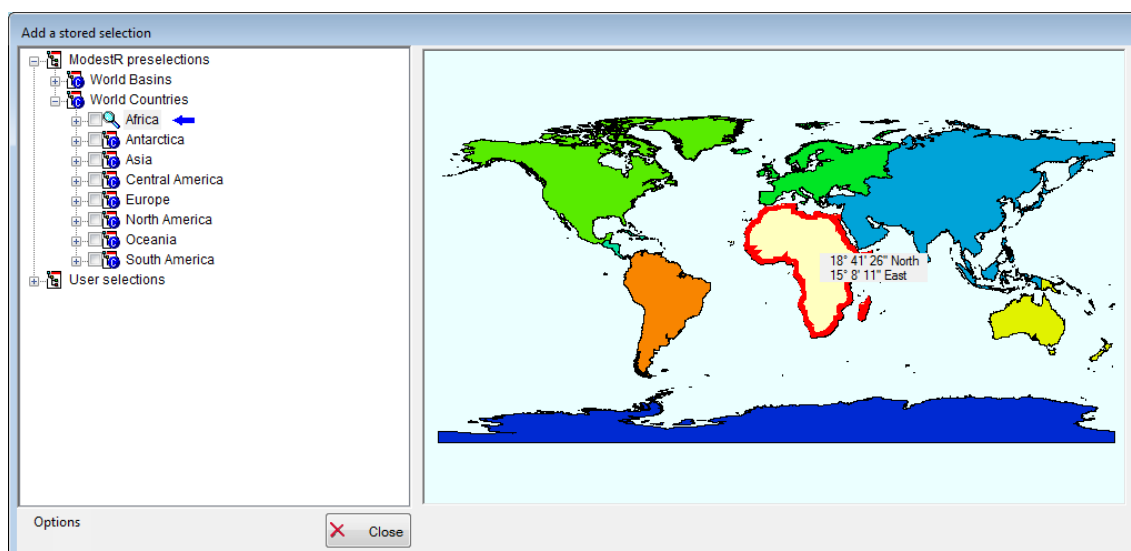 Add a stored selection
ModestR preselections
World Basins
World Countries
Africa
Antarctica
Asia
Central America
Europe
North America
Oceania
South America
User selections
18° 41' 26" North
15° 8' 11" East
Options
Close